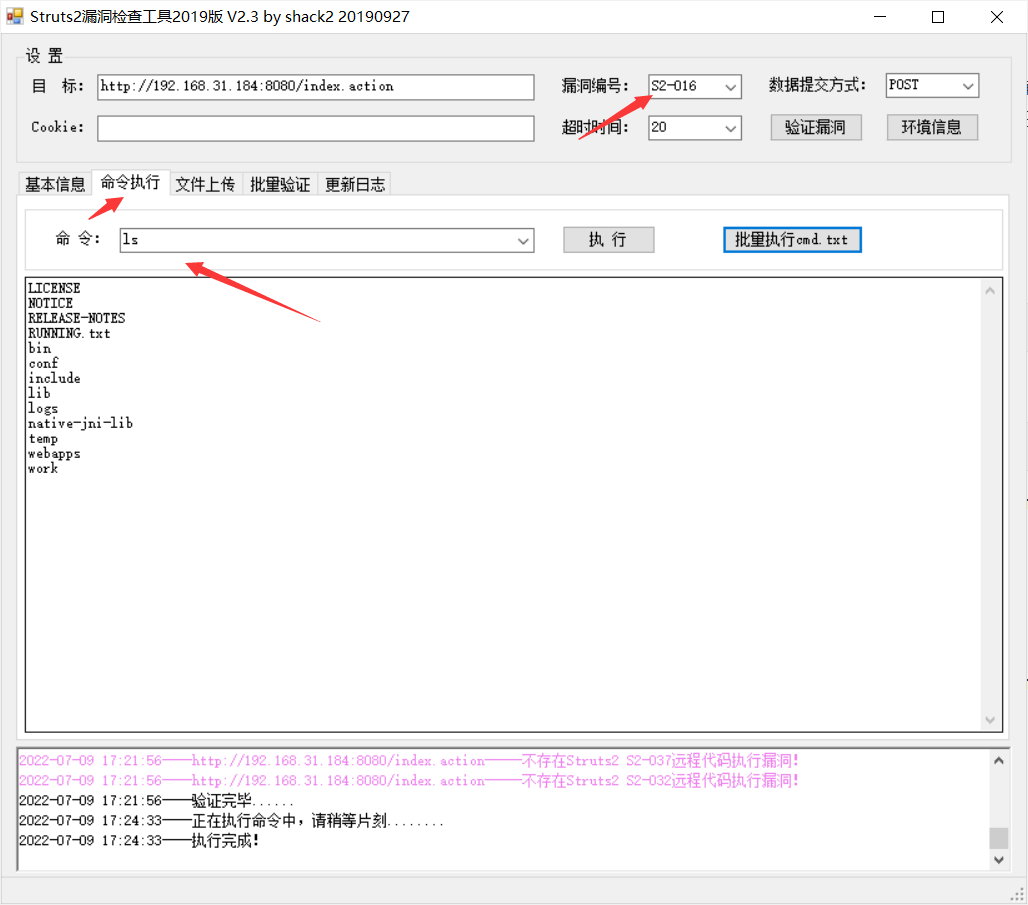 Struts2漏洞检查工具2019版 V2.3 by shack2 20190927
设 置
目 标: http://192.168.31.184:8080/index.action 漏洞编号: S2-016 数据提交方式: POST
Cookie: 超时时间: 20 验证漏洞 环境信息
基本信息 命令执行 文件上传 批量验证 更新日志
命 令: ls 执 行 批量执行cmd.txt
LICENSE
NOTICE
RELEASE-NOTES
RUNNING.txt
bin
conf
include
lib
logs
native-jni-lib
temp
webapps
work
2022-07-09 17:21:56——http://192.168.31.184:8080/index.action——不存在Struts2 S2-037远程代码执行漏洞!
2022-07-09 17:21:56——http://192.168.31.184:8080/index.action——不存在Struts2 S2-032远程代码执行漏洞!
2022-07-09 17:21:56——验证完毕......
2022-07-09 17:24:33——正在执行命令中，请稍等片刻........
2022-07-09 17:24:33——执行完成!